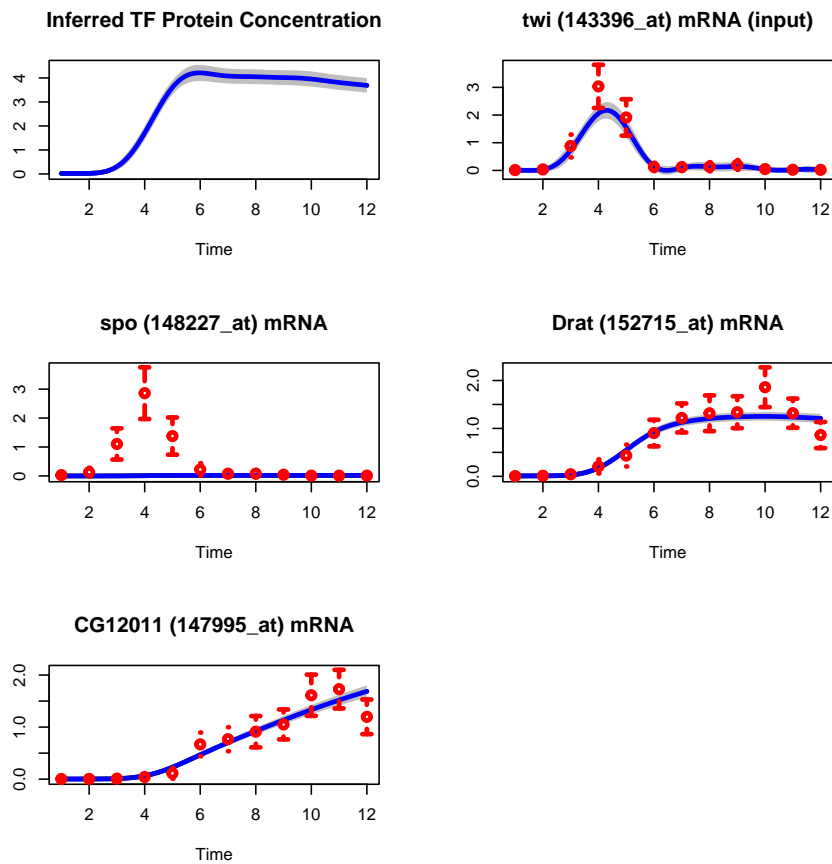 Inferred TF Protein Concentration
4
3
2
1
0
2 4 6 8 10 12
Time
twi (143396_at) mRNA (input)
3
2
1
0
2 4 6 8 10 12
Time
spo (148227_at) mRNA
3
2
1
0
2 4 6 8 10 12
Time
Drat (152715_at) mRNA
2.0
1.0
0.0
2 4 6 8 10 12
Time
CG12011 (147995_at) mRNA
2.0
1.0
0.0
2 4 6 8 10 12
Time